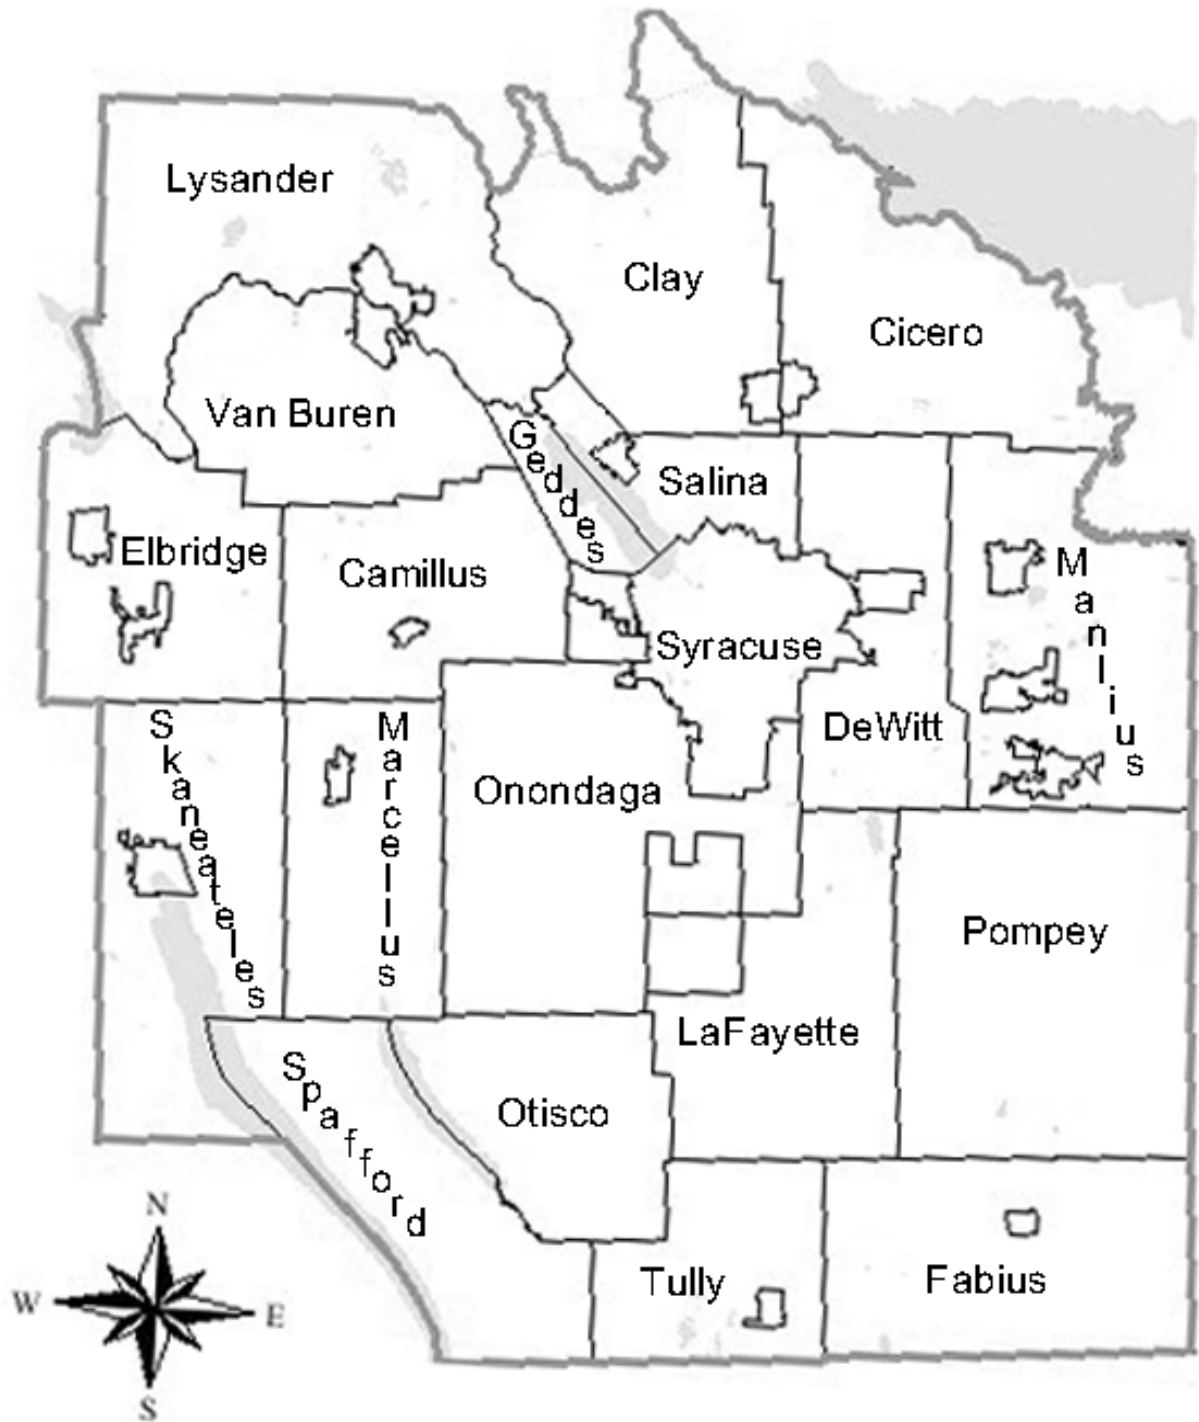 Lysander
Clay
Cicero
Van Buren
Geddes
Salina
Elbridge
Camillus
Manlius
Syracuse
Skaneateles
Marcellus
DeWitt
Onondaga
Pompey
LaFayette
Spafford
Otisco
Tully
Fabius
N
W
E
S